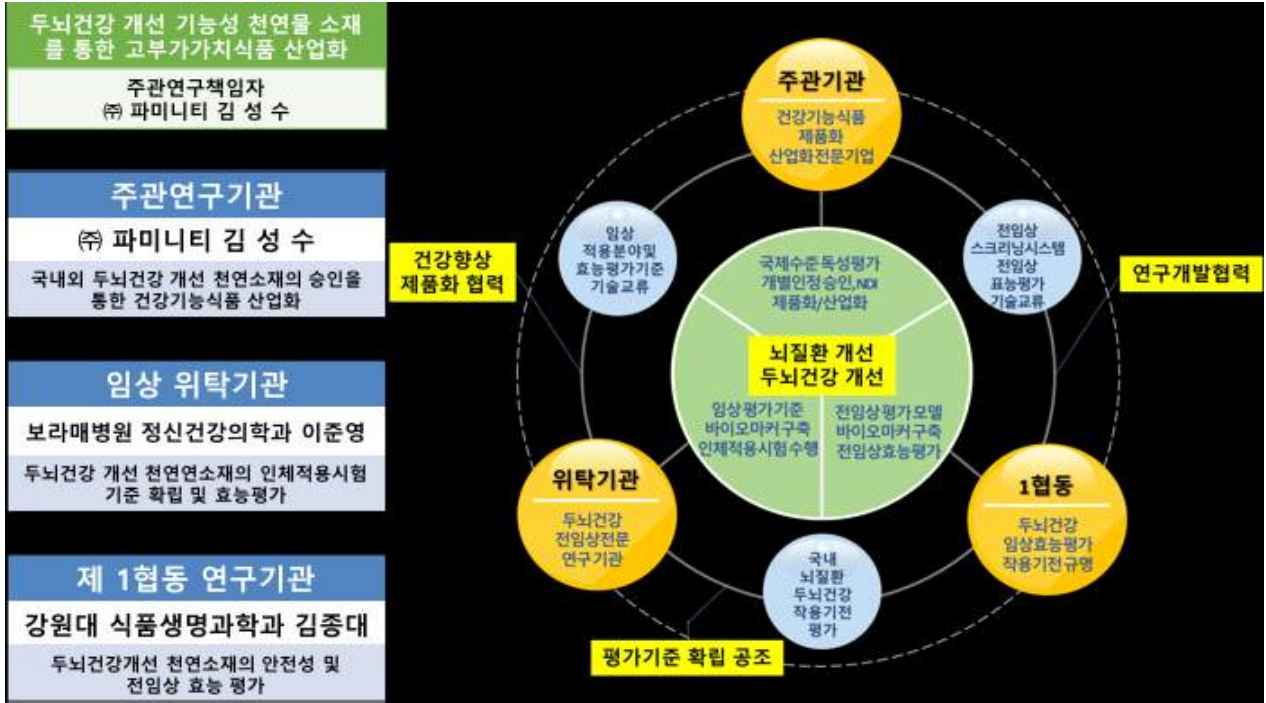 두뇌건강 개선 기능성 천연물 소재
를 통한 고부가가치식품 산업화
주관연구책임자
㈜ 파미니티 김 성 수
주관연구기관
㈜ 파미니티 김 성 수
국내외 두뇌건강 개선 천연소재의 승인을
통한 건강기능식품 산업화
임상 위탁기관
보라매병원 정신건강의학과 이준영
두뇌건강 개선 천연연소재의 인체적용시험
기준 확립 및 효능평가
제 1협동 연구기관
강원대 식품생명과학과 김종대
두뇌건강개선 천연소재의 안전성 및
전임상 효능 평가
주관기관
건강기능식품
제품화
산업화전문기업
임상
적용분야및
효능평가기준
기술교류
전임상
스크리닝시스템
전임상
표능평가
기술교류
건강향상
제품화 협력
연구개발협력
국제수준 독성평가
개별인정승인, NDI
제품화/산업화
뇌질환 개선
두뇌건강 개선
임상평가기준
바이오마커구축
인체적용시험수행
전임상평가모델
바이오마커구축
전임상효능평가
위탁기관
두뇌건강
전임상전문
연구기관
1협동
두뇌건강
임상효능평가
작용기전규명
국내
뇌질환
두뇌건강
작용기전
평가
평가기준 확립 공조